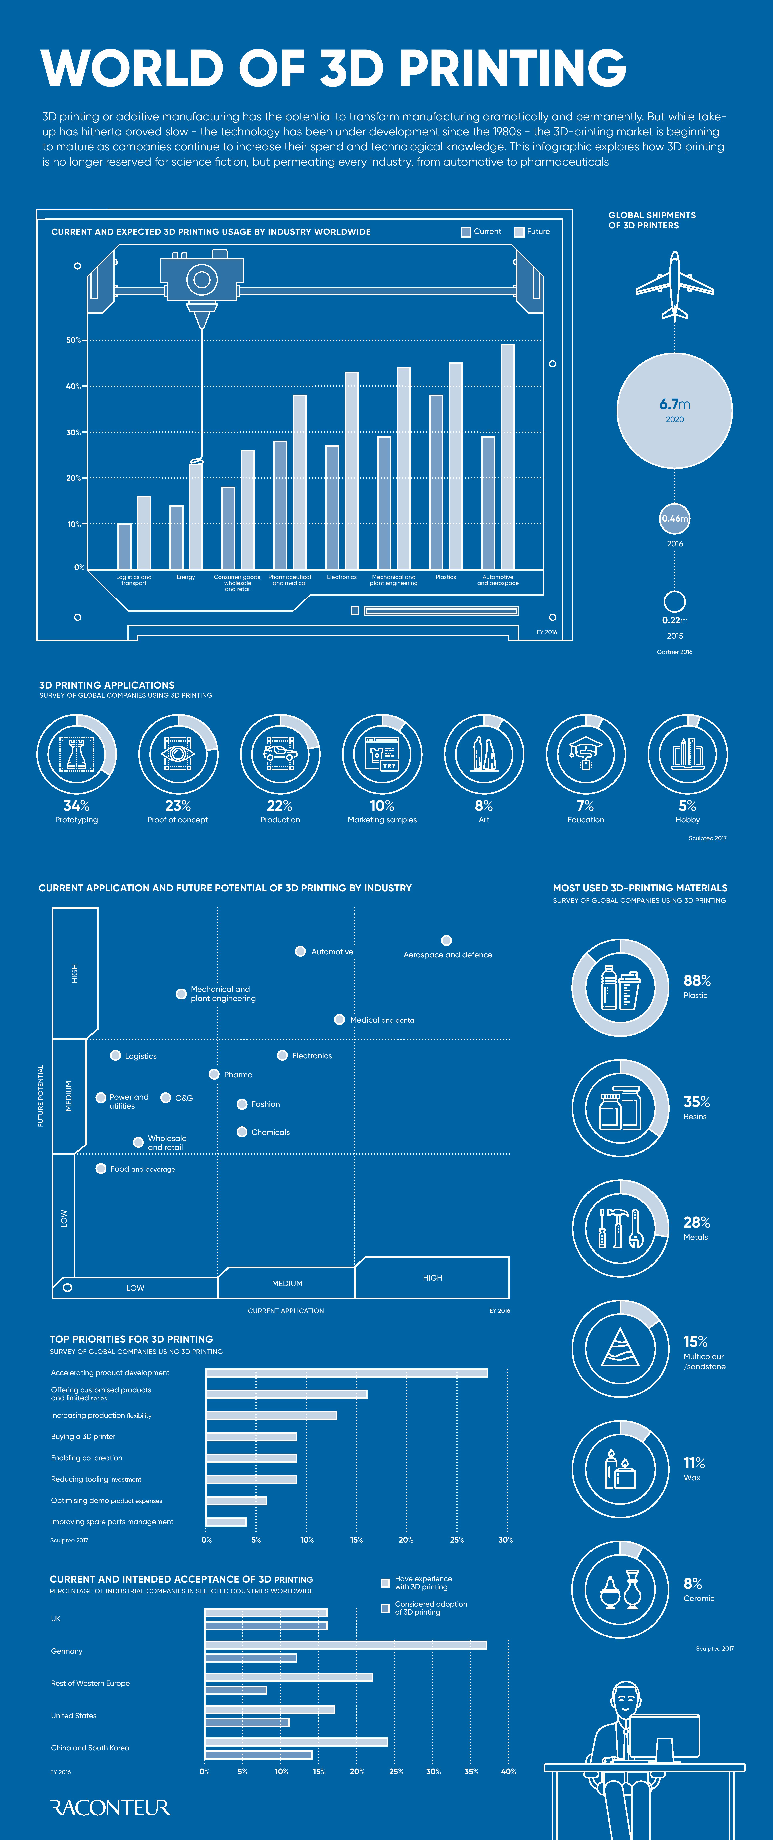 WORLD OF 3D PRINTING
3D printing or additive manufacturing has the potential to transform manufacturing dramatically and permanently. But while take-
up has hitherto proved slow – the technology has been under development since the 1980s – the 3D-printing market is beginning
to mature as companies continue to increase their spend and technological knowledge. This infographic explores how 3D printing
is no longer reserved for science fiction, but permeating every industry, from automotive to pharmaceuticals
CURRENT AND EXPECTED 3D PRINTING USAGE BY INDUSTRY WORLDWIDE
Current
Future
50%
40%
30%
20%
10%
0%
Logistics and
transport
Energy
Consumer goods,
wholesale
and retail
Pharmaceutical
and medical
Electronics
Mechanical and
plant engineering
Plastics
Automotive
and aerospace
EY 2016
GLOBAL SHIPMENTS
OF 3D PRINTERS
6.7m
2020
0.46m
2016
0.22m
2015
Gartner 2016
3D PRINTING APPLICATIONS
SURVEY OF GLOBAL COMPANIES USING 3D PRINTING
TRY
34%
Prototyping
23%
Proof of concept
22%
Production
10%
Marketing samples
8%
Art
7%
Education
5%
Hobby
Sculpteo 2017
CURRENT APPLICATION AND FUTURE POTENTIAL OF 3D PRINTING BY INDUSTRY
FUTURE POTENTIAL
HIGH
MEDIUM
LOW
Automotive
Aerospace and defence
Mechanical and
plant engineering
Medical and dental
Logistics
Electronics
Pharma
Power and
utilities
O&G
Fashion
Chemicals
Wholesale
and retail
Food and beverage
LOW
MEDIUM
HIGH
CURRENT APPLICATION
EY 2016
MOST USED 3D-PRINTING MATERIALS
SURVEY OF GLOBAL COMPANIES USING 3D PRINTING
88%
Plastic
35%
Resins
28%
Metals
15%
Multicolour
/sandstone
11%
Wax
8%
Ceramic
Sculpteo 2017
TOP PRIORITIES FOR 3D PRINTING
SURVEY OF GLOBAL COMPANIES USING 3D PRINTING
Accelerating product development
Offering customised products
and limited series
Increasing production flexibility
Buying a 3D printer
Enabling co-creation
Reducing tooling investment
Optimising demo product expenses
Improving spare parts management
Sculpteo 2017
0%
5%
10%
15%
20%
25%
30%
CURRENT AND INTENDED ACCEPTANCE OF 3D PRINTING
PERCENTAGE OF INDUSTRIAL COMPANIES IN SELECTED COUNTRIES WORLDWIDE
Have experience
with 3D printing
Considered adoption
of 3D printing
UK
Germany
Rest of Western Europe
United States
China and South Korea
EY 2016
0%
5%
10%
15%
20%
25%
30%
35%
40%
RACONTEUR